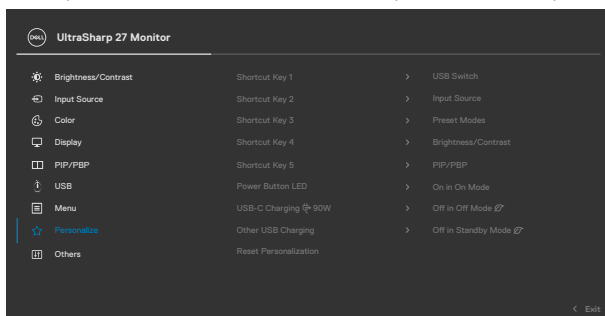 DELL UltraSharp 27 Monitor
Brightness/Contrast Shortcut Key 1 > USB Switch
Input Source Shortcut Key 2 > Input Source
Color Shortcut Key 3 > Preset Modes
Display Shortcut Key 4 > Brightness/Contrast
PIP/PBP Shortcut Key 5 > PIP/PBP
USB Power Button LED > On in On Mode
Menu USB-C Charging 90W > Off in Off Mode
Personalize Other USB Charging > Off in Standby Mode
Others Reset Personalization
< Exit